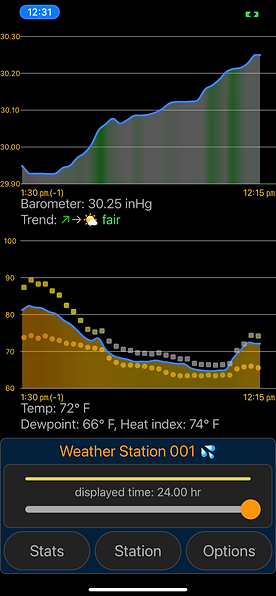 12:31
30.30
30.20
30.10
30.00
29.90
1:30 pm (-1) 12:15 pm
Barometer: 30.25 inHg
Trend: ↗→🌤️ fair
100
90
80
70
60
1:30 pm (-1) 12:15 pm
Temp: 72° F
Dewpoint: 66° F, Heat index: 74° F
Weather Station 001 💦
displayed time: 24.00 hr
Stats Station Options